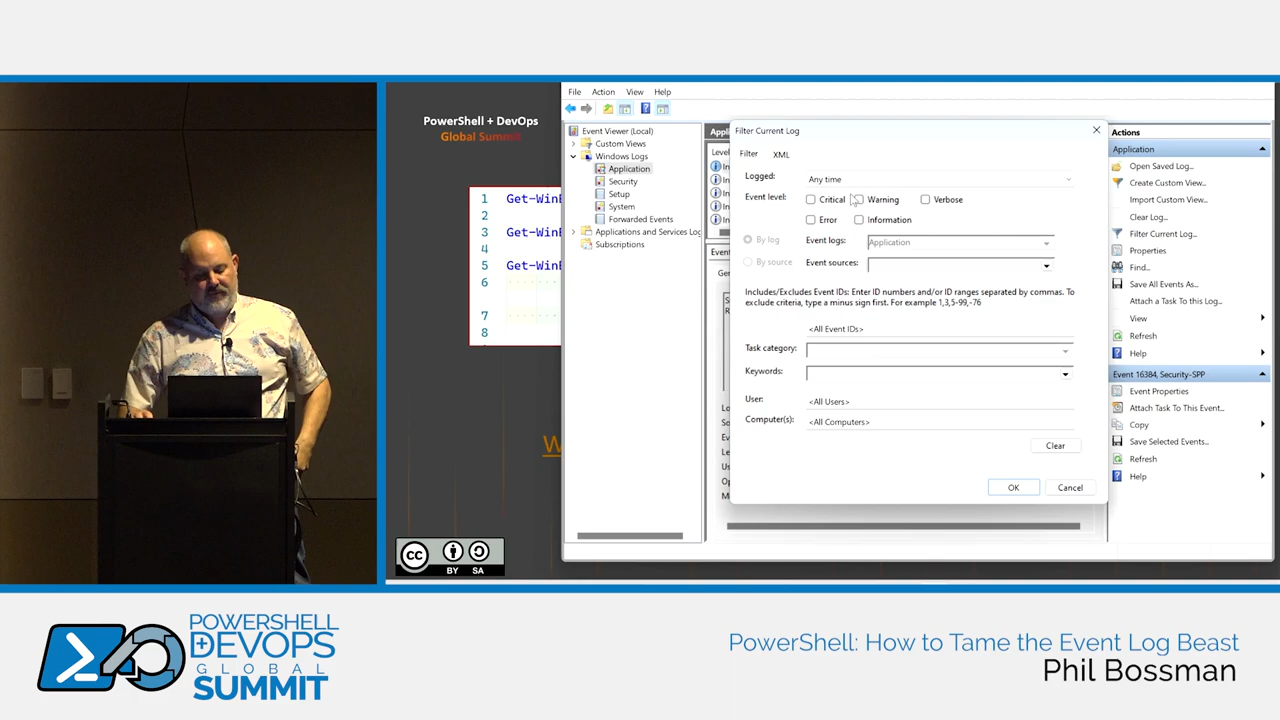 PowerShell + DevOps
Global Summit
1 Get-WinE
2
3 Get-WinE
4
5 Get-WinE
6
7
8
W
CC
BY SA
File Action View Help
Event Viewer (Local)
Custom Views
Windows Logs
Application
Security
Setup
System
Forwarded Events
Applications and Services Log
Subscriptions
Appli
Level
Event
Ge
Filter Current Log
Filter XML
Logged: Any time
Event level: Critical Warning Verbose
Error Information
By log Event logs: Application
By source Event sources:
Includes/Excludes Event IDs: Enter ID numbers and/or ID ranges separated by commas. To
exclude criteria, type a minus sign first. For example 1,3,5-99,-76
<All Event IDs>
Task category:
Keywords:
User: <All Users>
Computer(s): <All Computers>
Clear
OK Cancel
Actions
Application
Open Saved Log...
Create Custom View...
Import Custom View...
Clear Log...
Filter Current Log...
Properties
Find...
Save All Events As...
Attach a Task To this Log...
View
Refresh
Help
Event 16384, Security-SPP
Event Properties
Attach Task To This Event...
Copy
Save Selected Events...
Refresh
Help
POWERSHELL
+DEVOPS
GLOBAL
SUMMIT
PowerShell: How to Tame the Event Log Beast
Phil Bossman